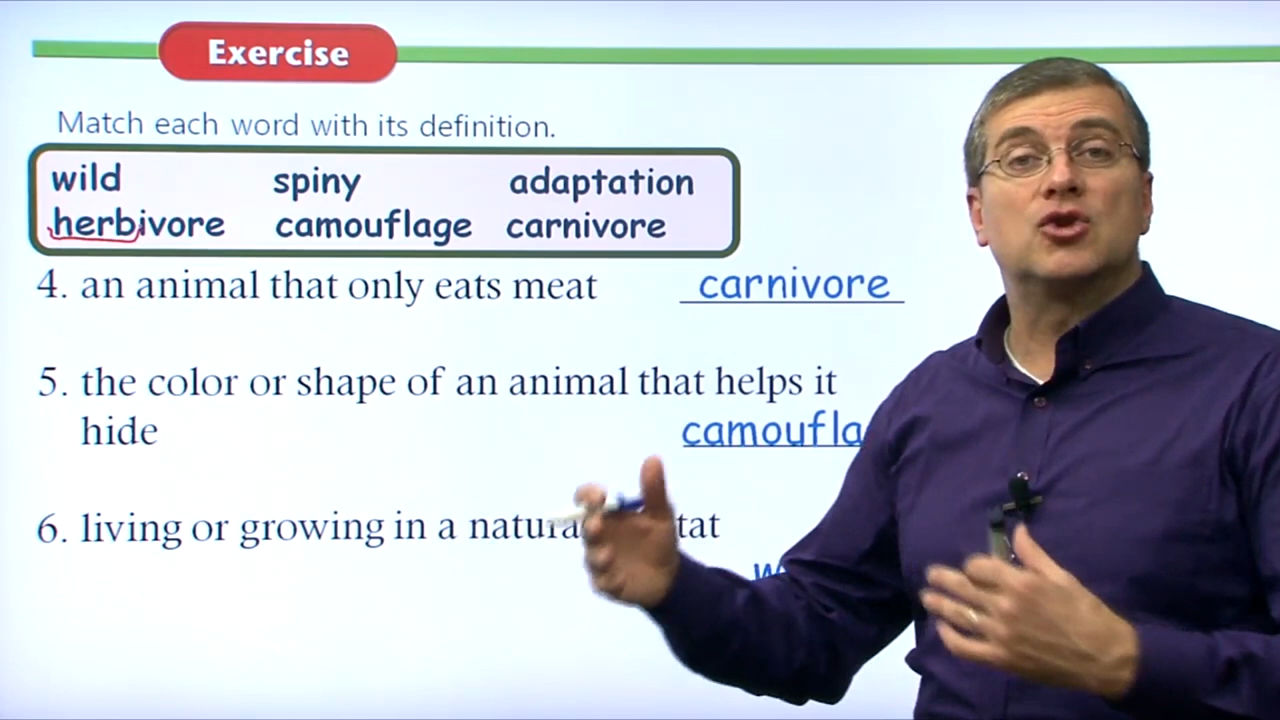 Exercise
Match each word with its definition.
wild spiny adaptation
herbivore camouflage carnivore
4. an animal that only eats meat carnivore
5. the color or shape of an animal that helps it
hide
6. living or growing in a